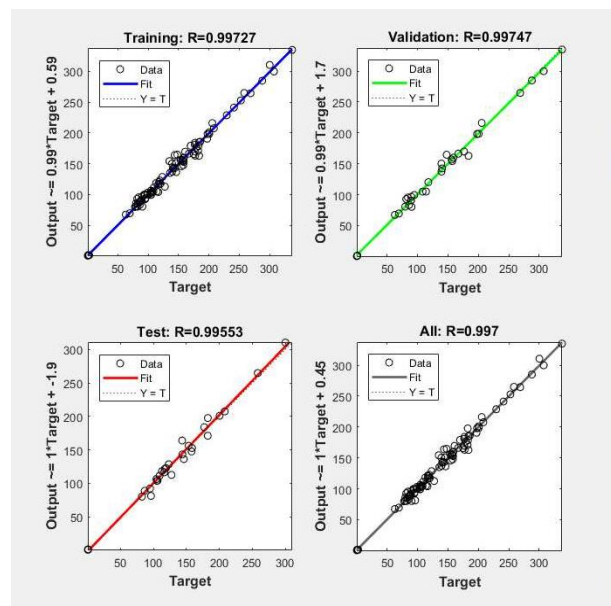 Training: R=0.99727
Output ~= 0.99*Target + 0.59
300
250
200
150
100
50
Data
Fit
Y = T
50 100 150 200 250 300
Target
Validation: R=0.99747
Output ~= 0.99*Target + 1.7
300
250
200
150
100
50
Data
Fit
Y = T
50 100 150 200 250 300
Target
Test: R=0.99553
Output ~= 1*Target + -1.9
300
250
200
150
100
50
0
Data
Fit
Y = T
0 50 100 150 200 250 300
Target
All: R=0.997
Output ~= 1*Target + 0.45
300
250
200
150
100
50
Data
Fit
Y = T
50 100 150 200 250 300
Target